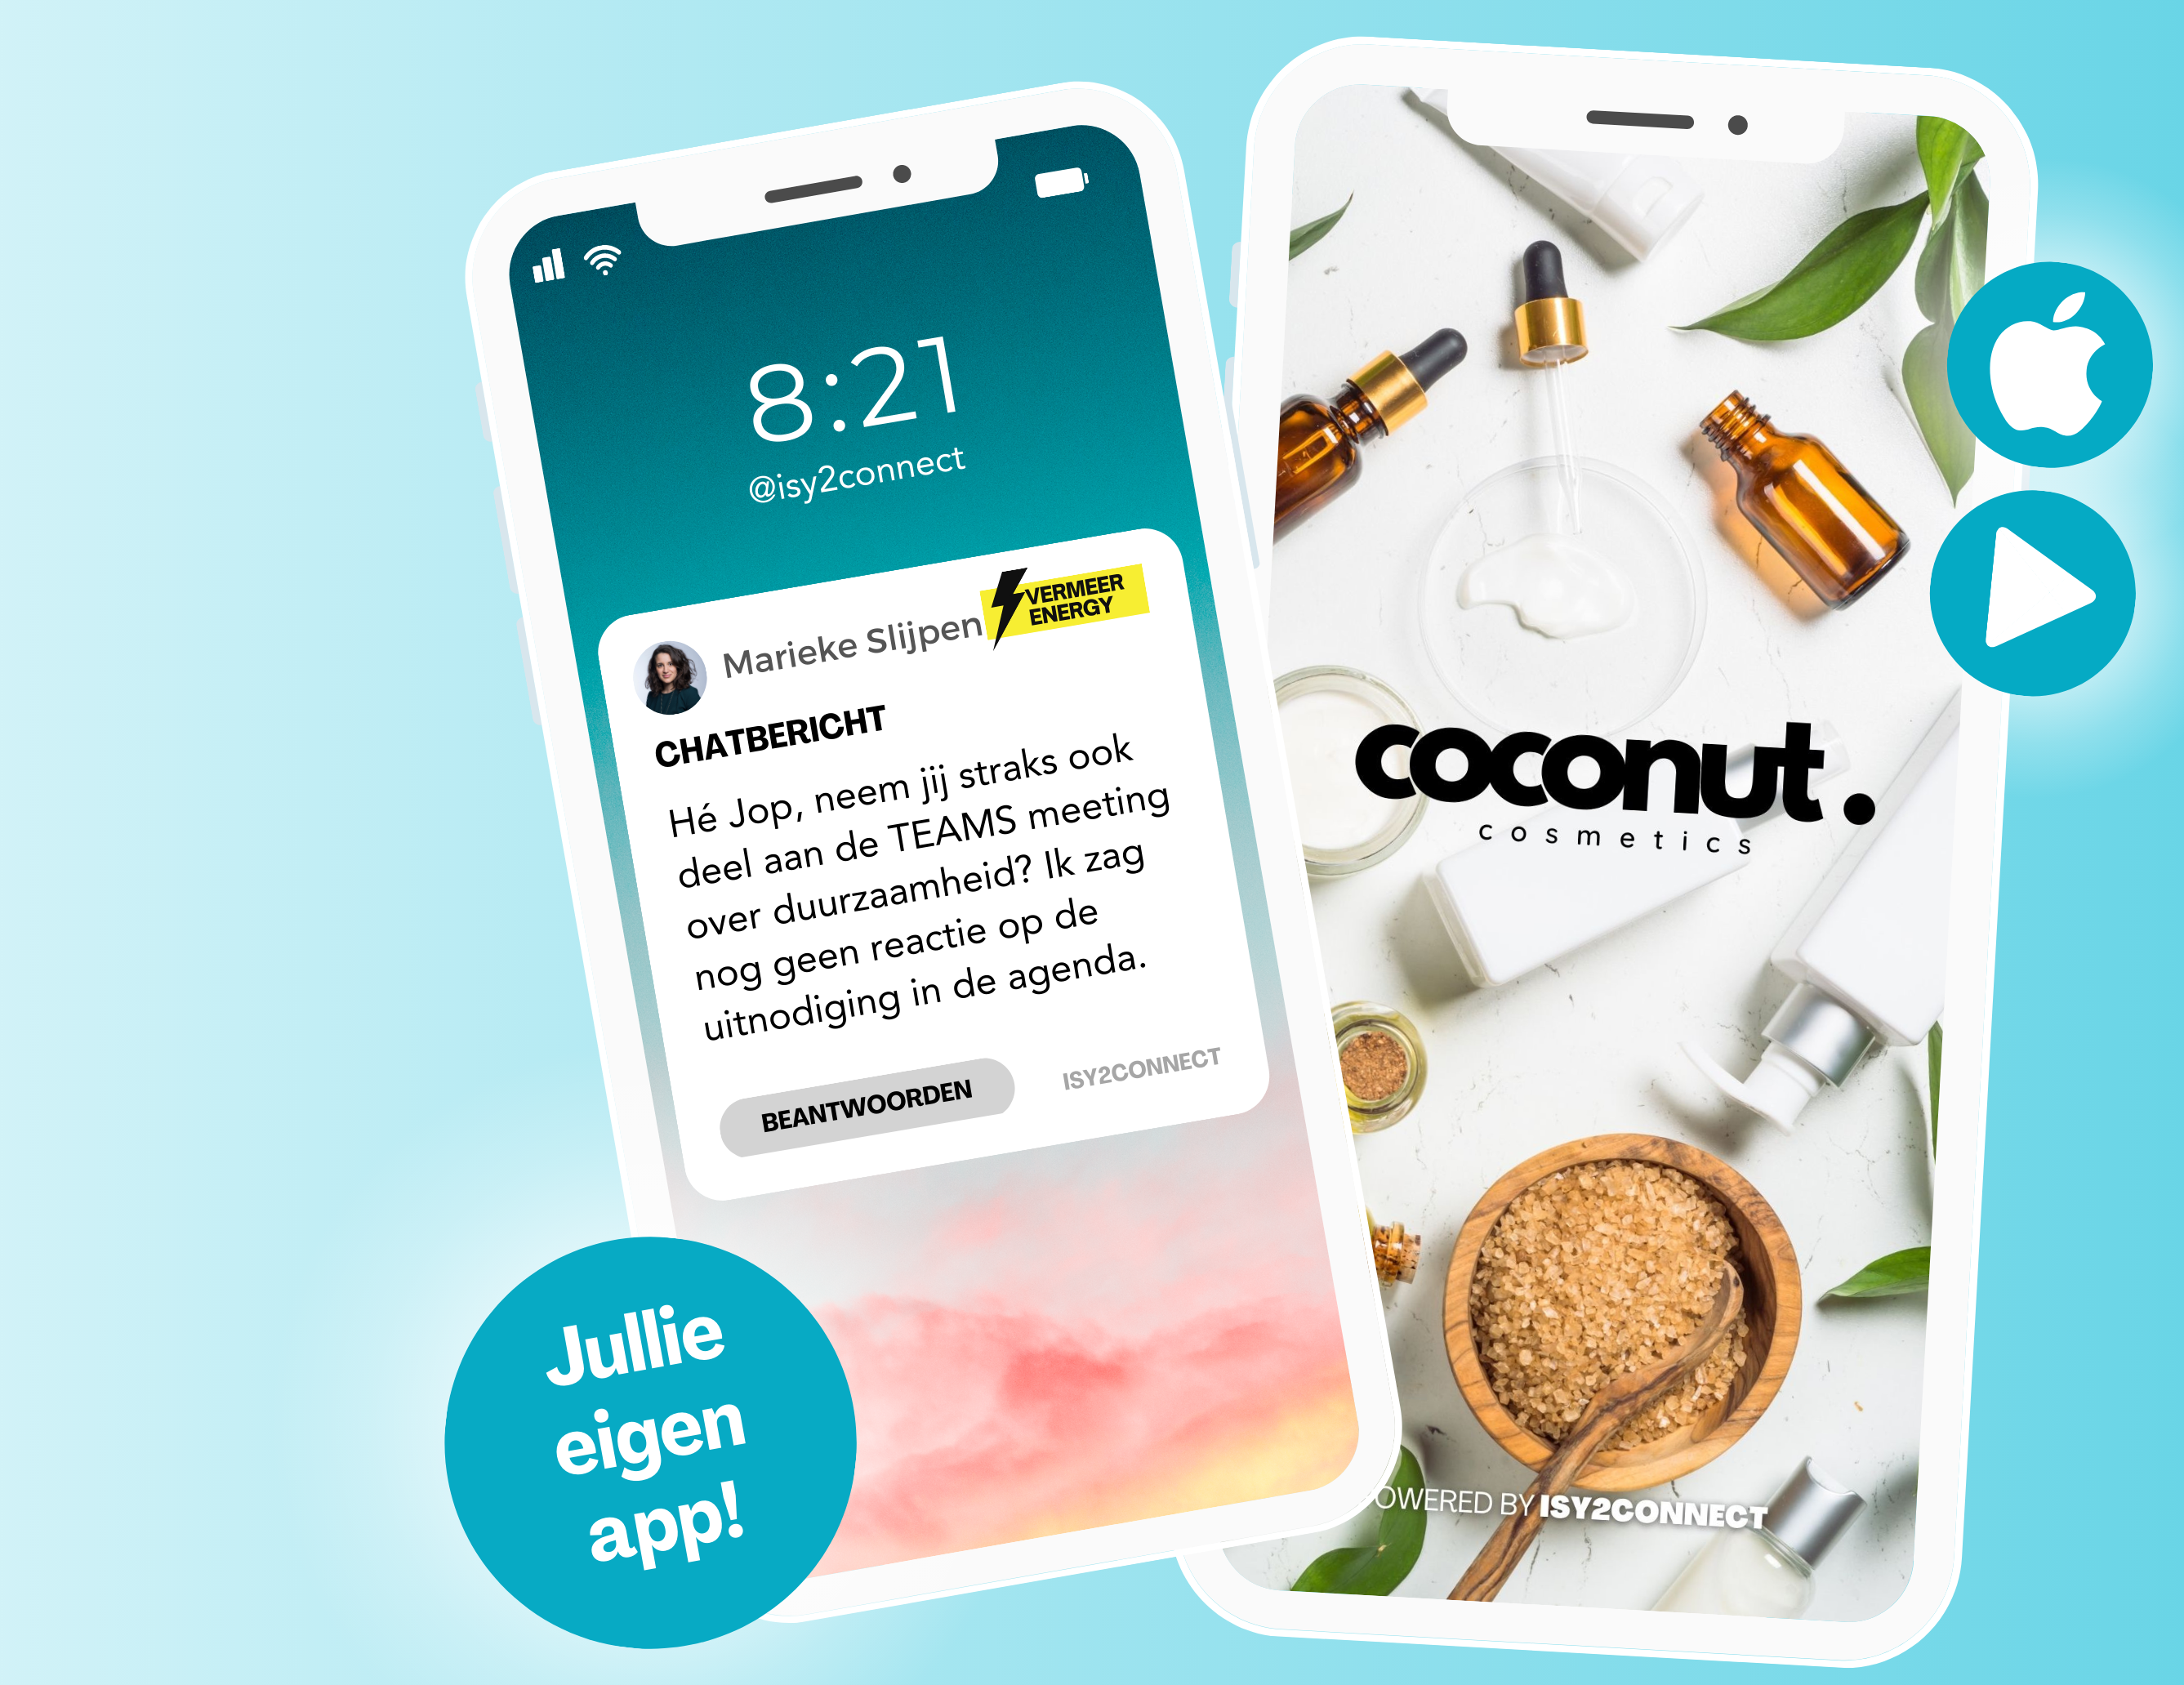 8:21
@isy2connect
Marieke Slijpen
VERMEER
ENERGY
CHATBERICHT
Hé Jop, neem jij straks ook
deel aan de TEAMS meeting
over duurzaamheid? Ik zag
nog geen reactie op de
uitnodiging in de agenda.
BEANTWOORDEN
ISY2CONNECT
Jullie
eigen
app!
coconut.
cosmetics
OWERED BY ISY2CONNECT